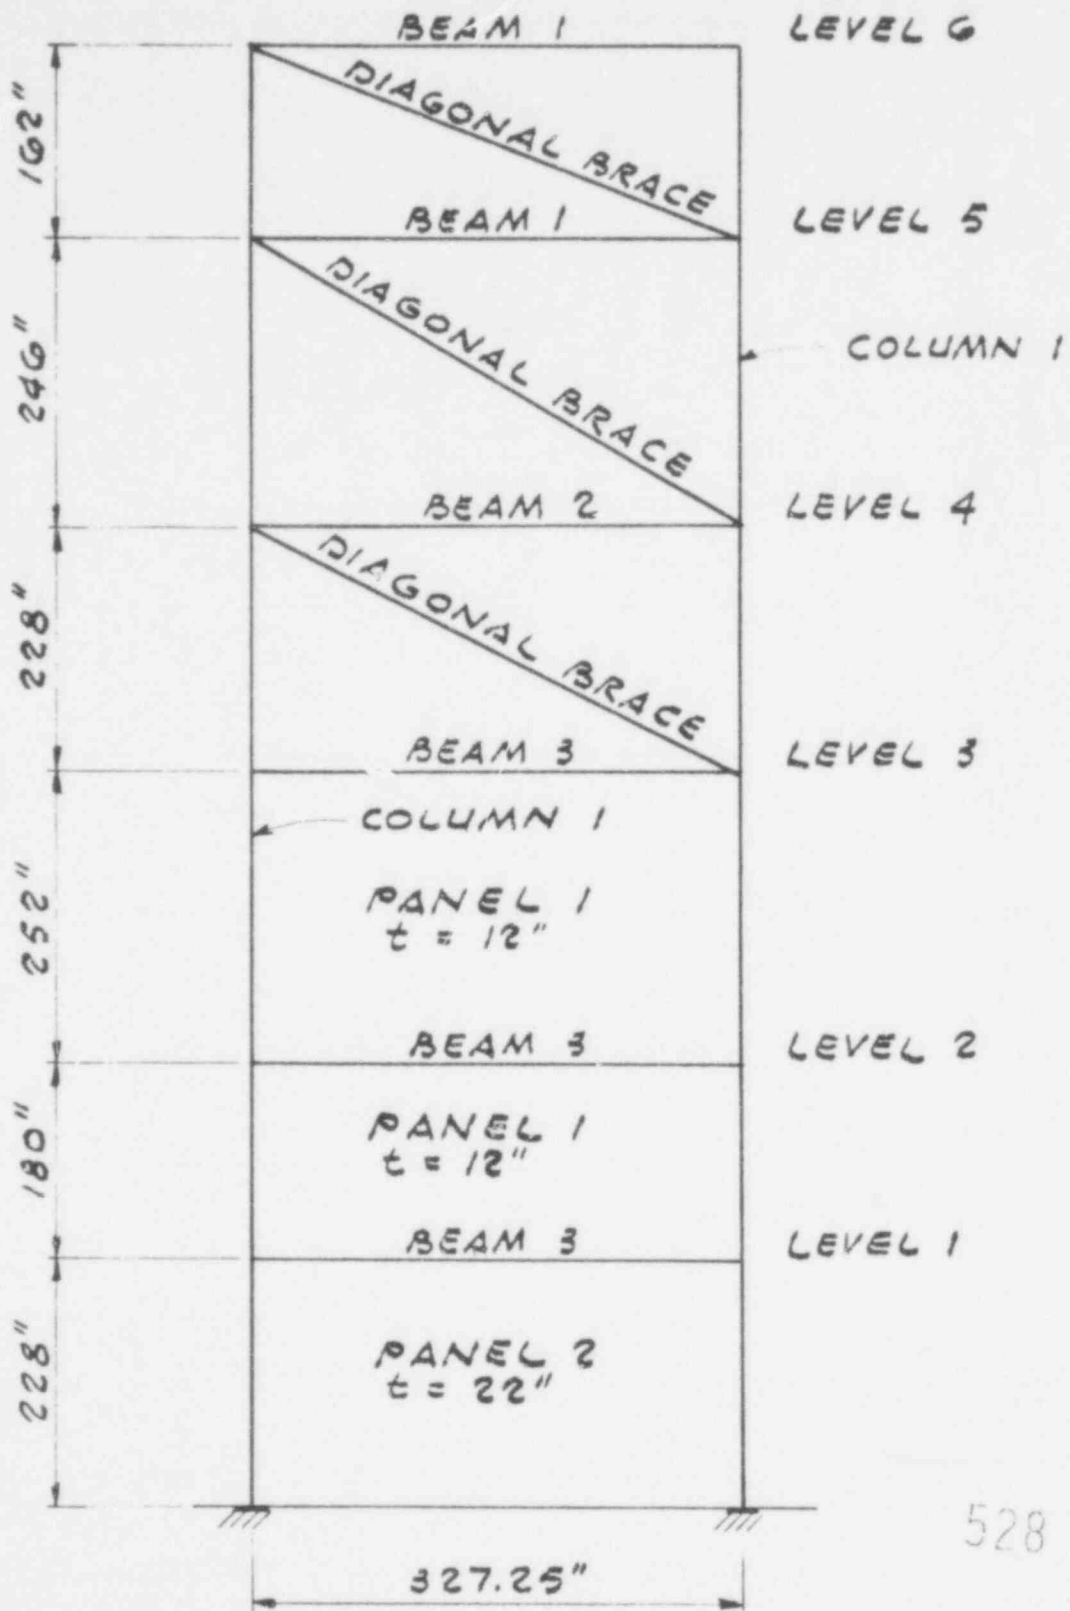 BEAM 1
LEVEL 6
162"
DIAGONAL BRACE
BEAM 1
LEVEL 5
246"
DIAGONAL BRACE
COLUMN 1
BEAM 2
LEVEL 4
228"
DIAGONAL BRACE
BEAM 3
LEVEL 3
COLUMN 1
252"
PANEL 1
t = 12"
BEAM 3
LEVEL 2
180"
PANEL 1
t = 12"
BEAM 3
LEVEL 1
228"
PANEL 2
t = 22"
528
327.25"